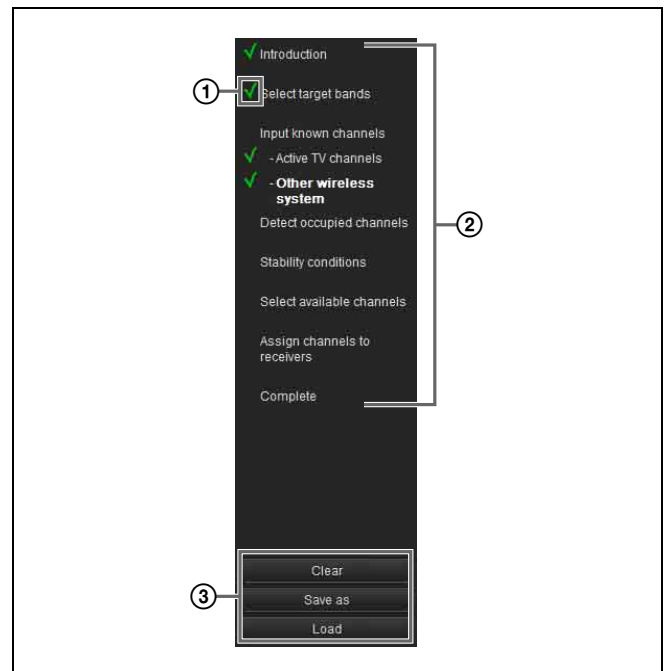 Introduction
① Select target bands
Input known channels
- Active TV channels
- Other wireless
system
Detect occupied channels
②
Stability conditions
Select available channels
Assign channels to
receivers
Complete
Clear
③ Save as
Load